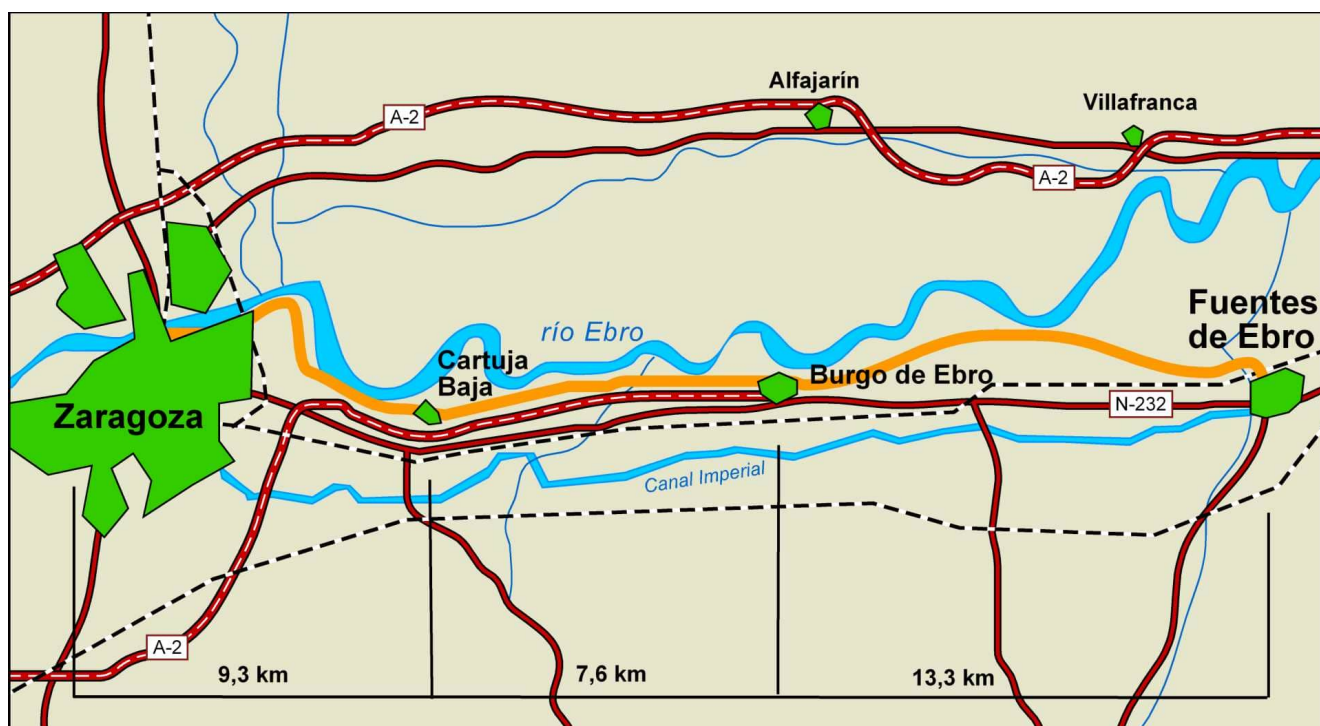 Alfajarín
Villafranca
A-2
A-2
Fuentes
de Ebro
río Ebro
Cartuja
Baja
Burgo de Ebro
Zaragoza
N-232
Canal Imperial
A-2
9,3 km
7,6 km
13,3 km